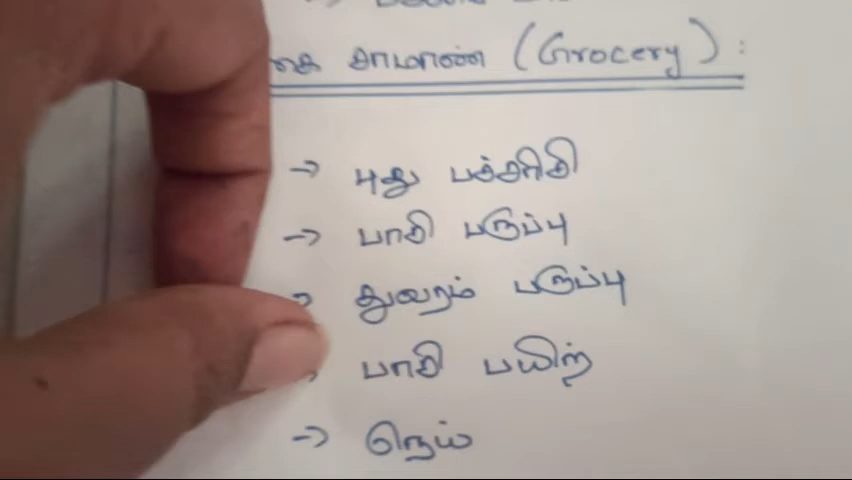 சாமாண் (Grocery) :
→ புது பச்சரிசி
→ பாசி பருப்பு
துவரம் பருப்பு
பாசி பயிற்
→ நெய்